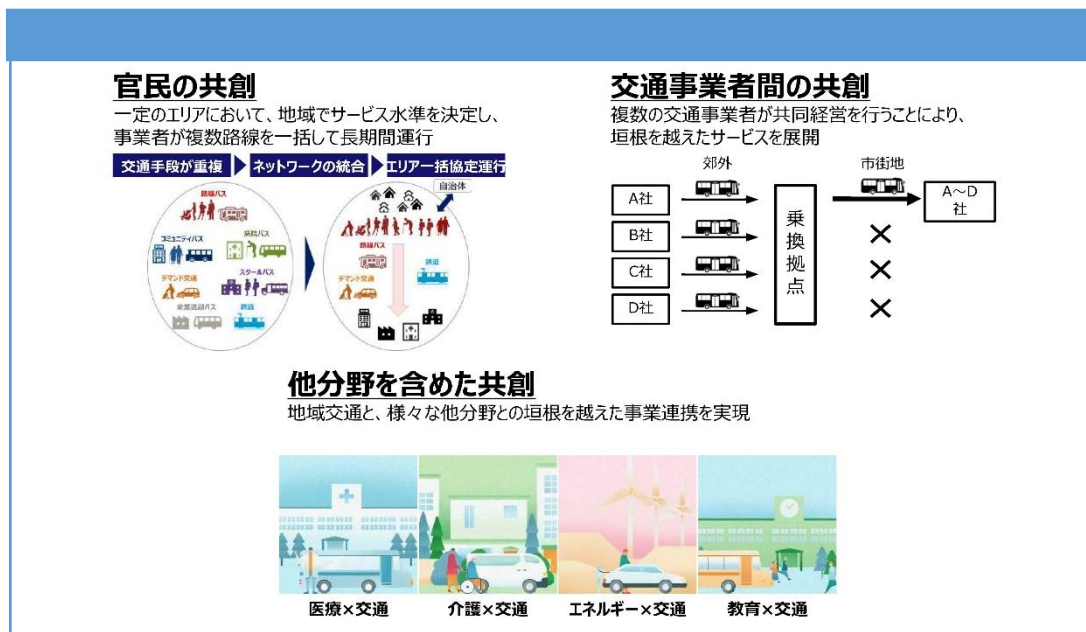 官民の共創
一定のエリアにおいて、地域でサービス水準を決定し、
事業者が複数路線を一括して長期間運行
交通手段が重複
ネットワークの統合
エリア一括協定運行
自治体
路線バス
コミュニティバス
病院バス
デマンド交通
スクールバス
企業送迎バス
鉄道
路線バス
デマンド交通
鉄道
交通事業者間の共創
複数の交通事業者が共同経営を行うことにより、
垣根を越えたサービスを展開
郊外
市街地
A社
B社
C社
D社
乗換拠点
A～D
社
他分野を含めた共創
地域交通と、様々な他分野との垣根を越えた事業連携を実現
医療×交通
介護×交通
エネルギー×交通
教育×交通